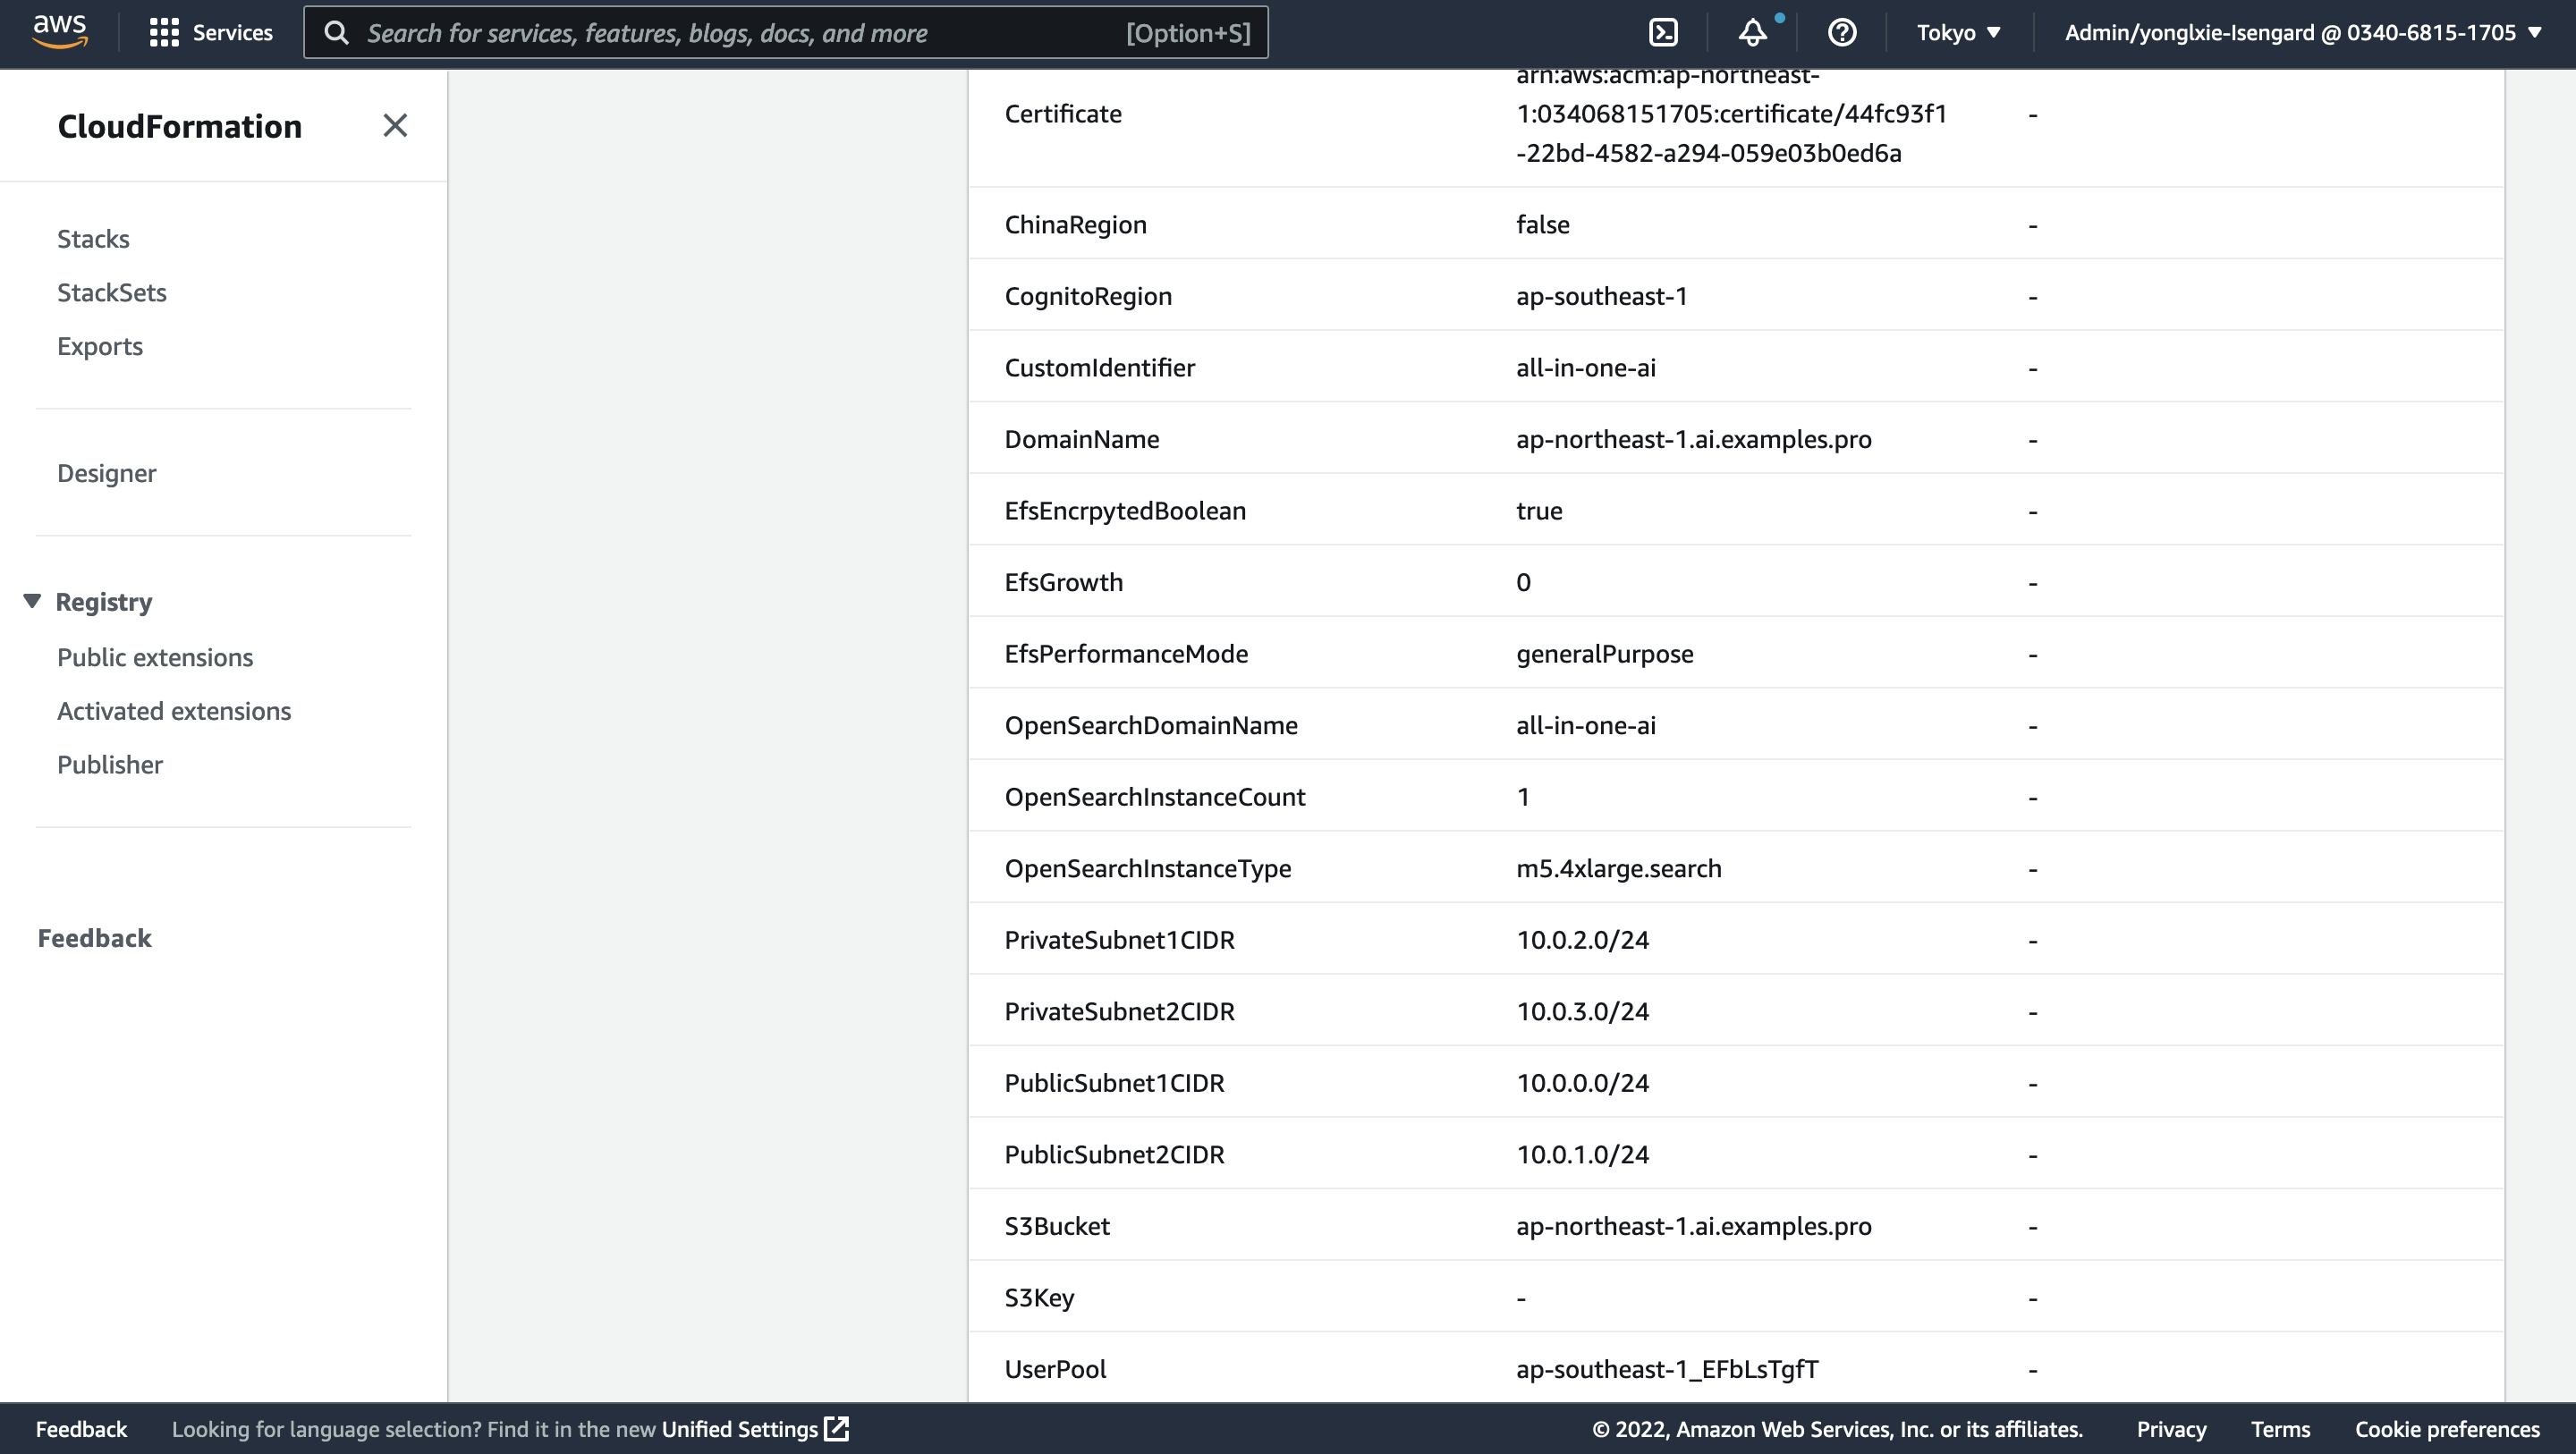 aws
Services
Search for services, features, blogs, docs, and more
[Option+S]
Tokyo ▼
Admin/yonglxie-Isengard @ 0340-6815-1705 ▼
CloudFormation
Stacks
StackSets
Exports
Designer
Registry
Public extensions
Activated extensions
Publisher
Feedback
Certificate
arn:aws:acm:ap-northeast-
1:034068151705:certificate/44fc93f1
-22bd-4582-a294-059e03b0ed6a
-
ChinaRegion false -
CognitoRegion ap-southeast-1 -
CustomIdentifier all-in-one-ai -
DomainName ap-northeast-1.ai.examples.pro -
EfsEncrpytedBoolean true -
EfsGrowth 0 -
EfsPerformanceMode generalPurpose -
OpenSearchDomainName all-in-one-ai -
OpenSearchInstanceCount 1 -
OpenSearchInstanceType m5.4xlarge.search -
PrivateSubnet1CIDR 10.0.2.0/24 -
PrivateSubnet2CIDR 10.0.3.0/24 -
PublicSubnet1CIDR 10.0.0.0/24 -
PublicSubnet2CIDR 10.0.1.0/24 -
S3Bucket ap-northeast-1.ai.examples.pro -
S3Key - -
UserPool ap-southeast-1_EFbLsTgfT -
Feedback
Looking for language selection? Find it in the new Unified Settings
© 2022, Amazon Web Services, Inc. or its affiliates.
Privacy
Terms
Cookie preferences